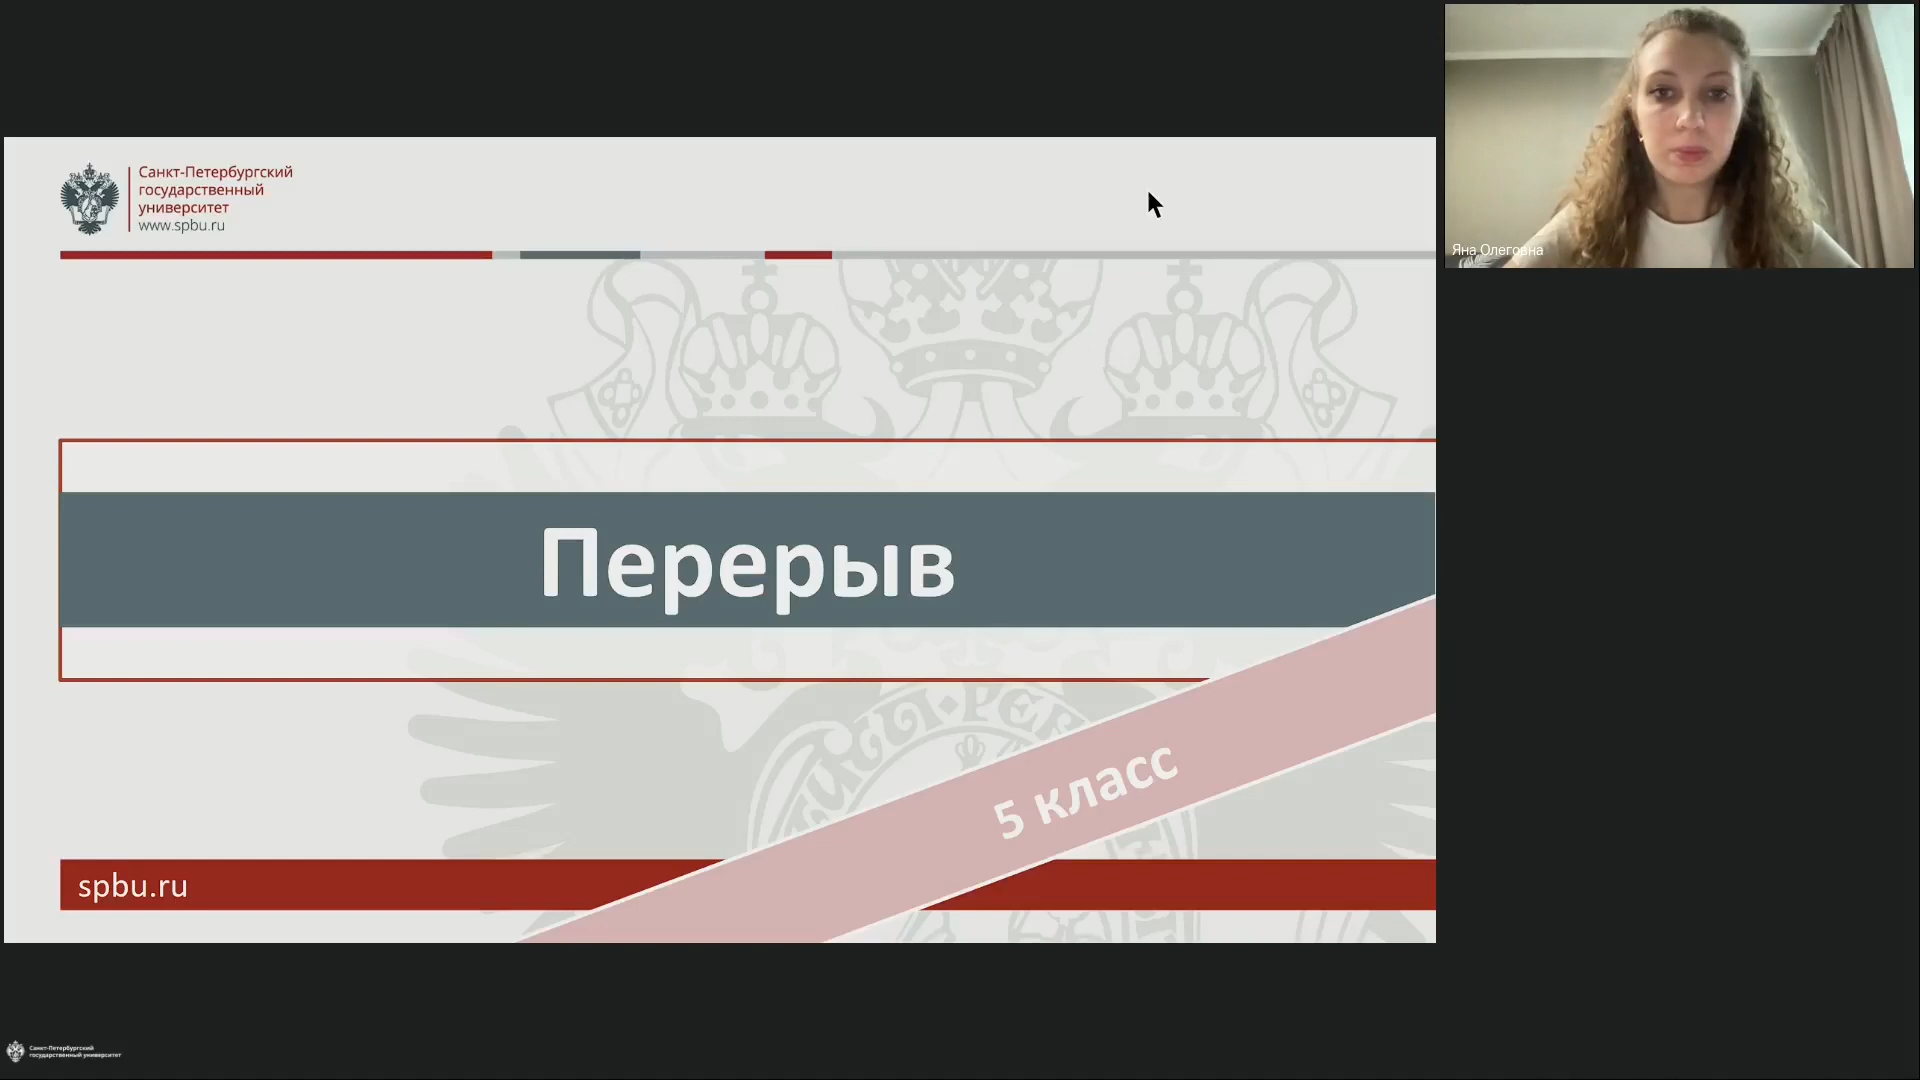 Санкт-Петербургский
государственный
университет
www.spbu.ru
Яна Олеговна
Перерыв
5 класс
spbu.ru
Санкт-Петербургский
государственный университет